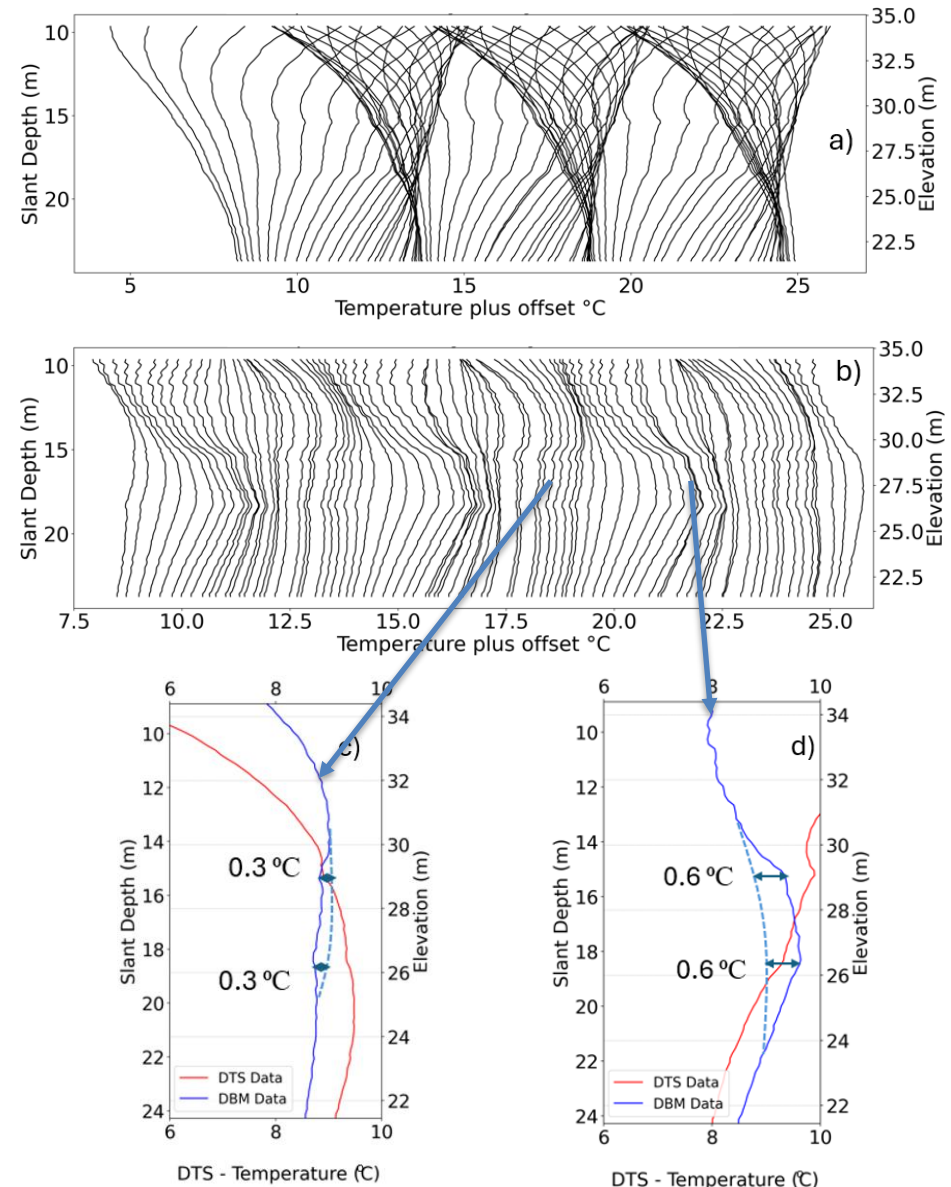 35.0
10
32.5
Slant Depth (m)
15
30.0
a)
Elevation (m)
27.5
20
25.0
22.5
5 10 15 20 25
Temperature plus offset °C
35.0
10
b)
32.5
Slant Depth (m)
15
30.0
Elevation (m)
27.5
20
25.0
22.5
7.5 10.0 12.5 15.0 17.5 20.0 22.5 25.0
Temperature plus offset °C
6 8 10
34
10
c)
32
12
Slant Depth (m)
14
30
0.3 ºC
16
Elevation (m)
28
18
0.3 ºC
26
20
24
22
DTS Data
DBM Data
22
24
6 8 10
DTS - Temperature (ºC)
6 8 10
34
10
d)
32
12
Slant Depth (m)
14
30
0.6 ºC
16
Elevation (m)
28
18
0.6 ºC
26
20
24
22
DTS Data
DBM Data
22
24
6 8 10
DTS - Temperature (ºC)